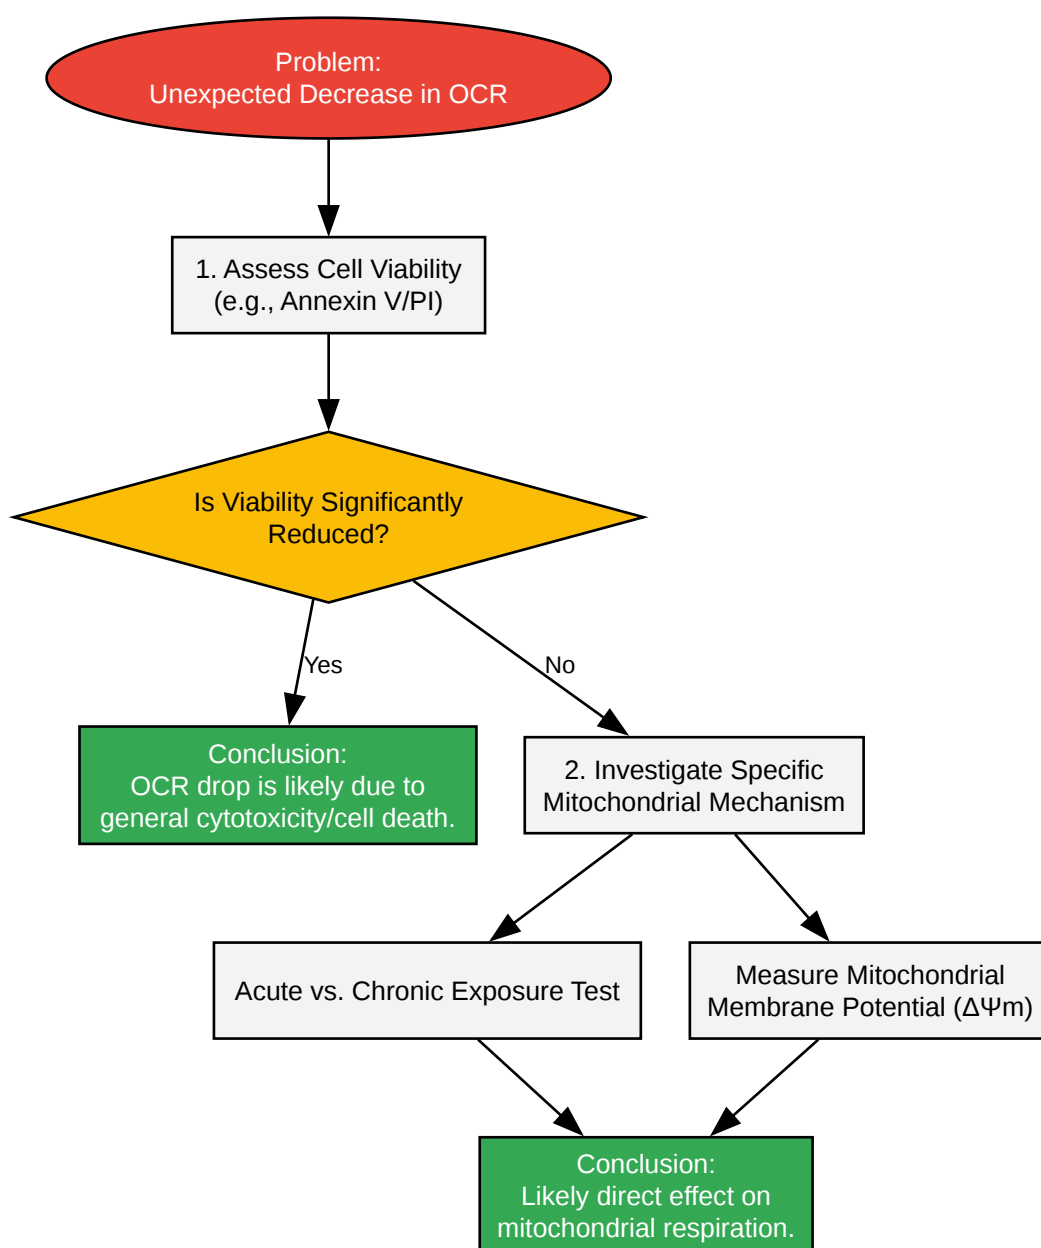 Problem:
Unexpected Decrease in OCR
1. Assess Cell Viability
(e.g., Annexin V/PI)
Is Viability Significantly
Reduced?
Yes
No
Conclusion:
OCR drop is likely due to
general cytotoxicity/cell death.
2. Investigate Specific
Mitochondrial Mechanism
Acute vs. Chronic Exposure Test
Measure Mitochondrial
Membrane Potential (ΔΨm)
Conclusion:
Likely direct effect on
mitochondrial respiration.